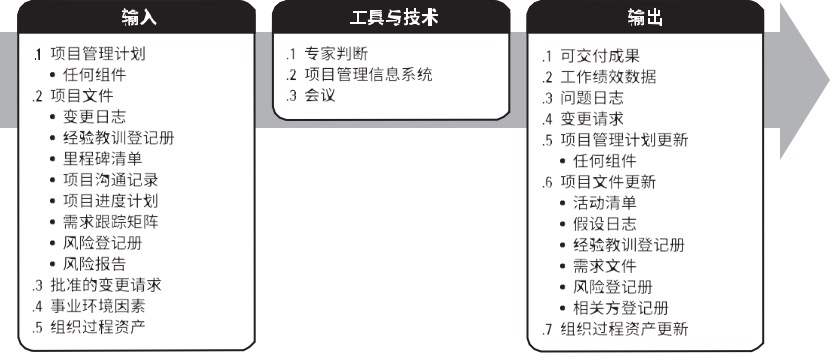 输入
.1 项目管理计划
• 任何组件
.2 项目文件
• 变更日志
• 经验教训登记册
• 里程碑清单
• 项目沟通记录
• 项目进度计划
• 需求跟踪矩阵
• 风险登记册
• 风险报告
.3 批准的变更请求
.4 事业环境因素
.5 组织过程资产
工具与技术
.1 专家判断
.2 项目管理信息系统
.3 会议
输出
.1 可交付成果
.2 工作绩效数据
.3 问题日志
.4 变更请求
.5 项目管理计划更新
• 任何组件
.6 项目文件更新
• 活动清单
• 假设日志
• 经验教训登记册
• 需求文件
• 风险登记册
• 相关方登记册
.7 组织过程资产更新